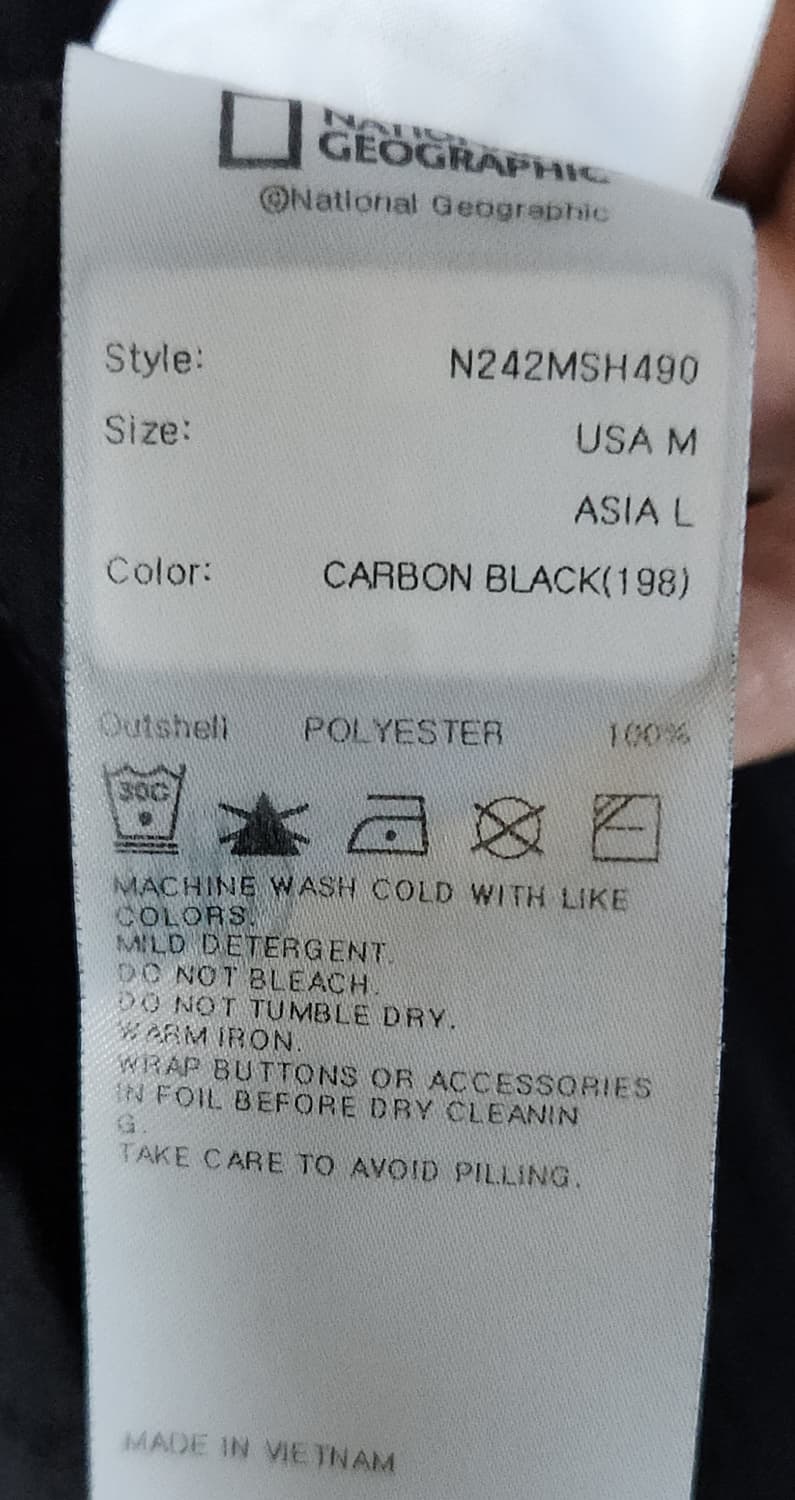 NATIONAL
GEOGRAPHIC
©National Geographic
Style: N242MSH490
Size: USA M
ASIA L
Color: CARBON BLACK(198)
Outshell POLYESTER 100%
30C
MACHINE WASH COLD WITH LIKE
COLORS.
MILD DETERGENT.
DO NOT BLEACH.
DO NOT TUMBLE DRY.
WARM IRON.
WRAP BUTTONS OR ACCESSORIES
IN FOIL BEFORE DRY CLEANIN
G.
TAKE CARE TO AVOID PILLING.
MADE IN VIETNAM